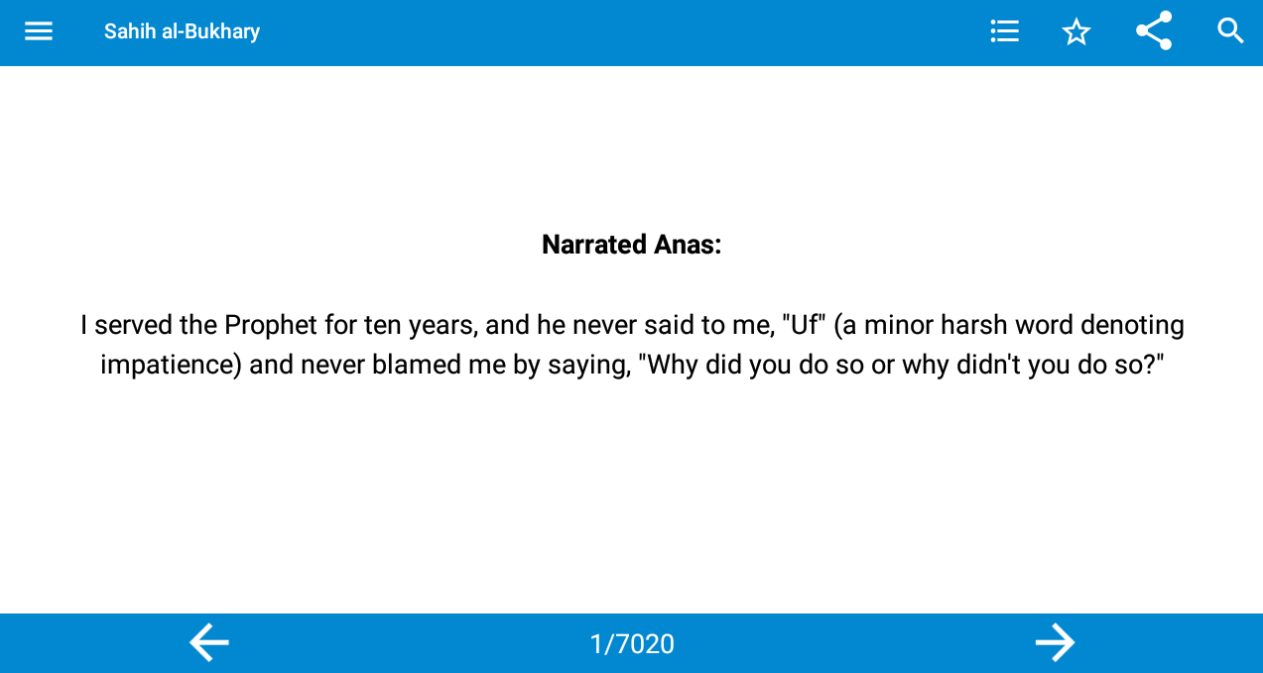 Sahih al-Bukhary
Narrated Anas:
I served the Prophet for ten years, and he never said to me, "Uf" (a minor harsh word denoting
impatience) and never blamed me by saying, "Why did you do so or why didn't you do so?"
1/7020